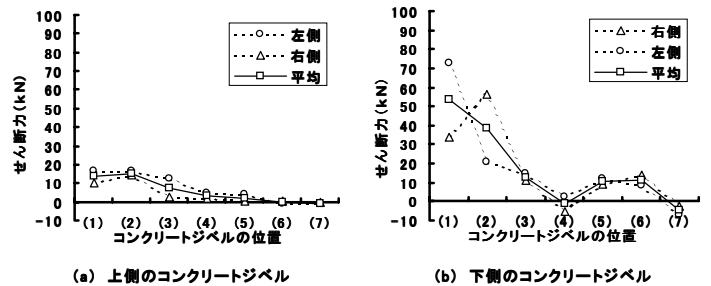 100
90
80
70
60
50
40
30
20
10
0
-10
せん断力(kN)
左側
右側
平均
(1) (2) (3) (4) (5) (6) (7)
コンクリートジベルの位置
(a) 上側のコンクリートジベル
100
90
80
70
60
50
40
30
20
10
0
-10
せん断力(kN)
右側
左側
平均
(1) (2) (3) (4) (5) (6) (7)
コンクリートジベルの位置
(b) 下側のコンクリートジベル